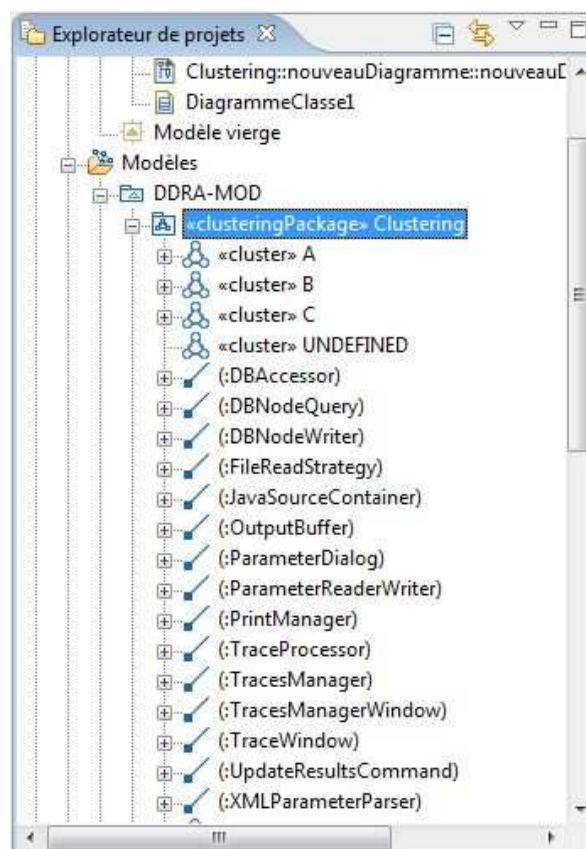 Explorateur de projets
Clustering::nouveauDiagramme::nouveauD
DiagrammeClasse1
Modèle vierge
Modèles
DDRA-MOD
«clusteringPackage» Clustering
«cluster» A
«cluster» B
«cluster» C
«cluster» UNDEFINED
(:DBAccessor)
(:DBNodeQuery)
(:DBNodeWriter)
(:FileReadStrategy)
(:JavaSourceContainer)
(:OutputBuffer)
(:ParameterDialog)
(:ParameterReaderWriter)
(:PrintManager)
(:TraceProcessor)
(:TracesManager)
(:TracesManagerWindow)
(:TraceWindow)
(:UpdateResultsCommand)
(:XMLParameterParser)